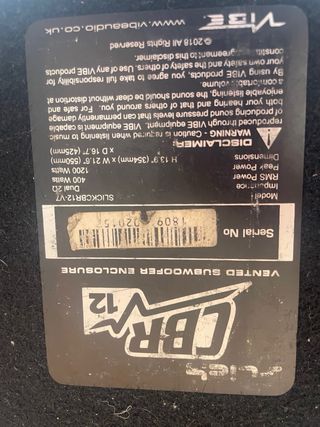 SLICK
CBR
12
VENTED SUBWOOFER ENCLOSURE
Serial No
1809
Model SLICKCBR12-V7
Impedance Dual 2Ω
RMS Power 400 Watts
Peak Power 1200 Watts
Dimensions H 13.9" (354mm) x W 21.6" (550mm)
x D 16.7" (425mm)
DISCLAIMER:
WARNING - Caution is required when listening to music
reproduced through VIBE equipment. VIBE equipment is capable of
producing sound pressure levels that can permanently damage
both your hearing and that of others around you. For safe and
enjoyable listening, the sound should be clear without distortion at
a comfortable volume.
By using VIBE products, you agree to take full responsibility for
your own safety and the safety of others. Use of any VIBE products
constitutes agreement to this disclaimer.
© 2018 All Rights Reserved
VIBE
www.vibeaudio.co.uk